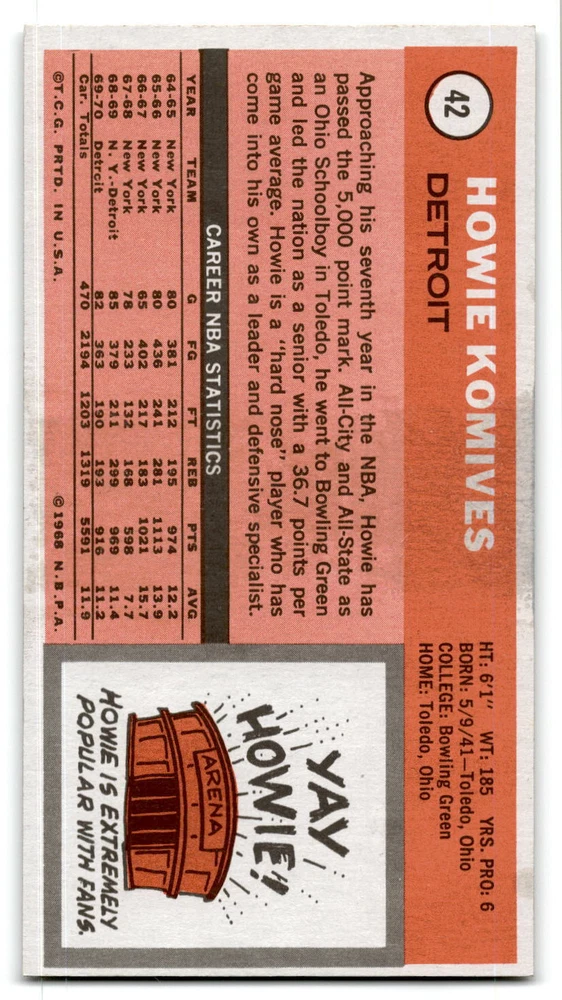 42
HOWIE KOMIVES
DETROIT
HT: 6'1" WT: 185 YRS. PRO: 6
BORN: 5/9/41—Toledo, Ohio
COLLEGE: Bowling Green
HOME: Toledo, Ohio
Approaching his seventh year in the NBA, Howie has
passed the 5,000 point mark. All-City and All-State as
an Ohio Schoolboy in Toledo, he went to Bowling Green
and led the nation as a senior with a 36.7 points per
game average. Howie is a "hard nose" player who has
come into his own as a leader and defensive specialist.
CAREER NBA STATISTICS
YEAR TEAM G FG FT REB PTS AVG
64-65 New York 80 381 212 195 974 12.2
65-66 New York 80 436 241 281 1113 13.9
66-67 New York 65 402 217 183 1021 15.7
67-68 New York 78 233 132 168 598 7.7
68-69 N. Y.-Detroit 85 379 211 299 969 11.4
69-70 Detroit 82 363 190 193 916 11.2
Car. Totals 470 2194 1203 1319 5591 11.9
©T.C.G. PRTD. IN U.S.A. ©1968 N.B.P.A.
YAY
HOWIE!
ARENA
HOWIE IS EXTREMELY
POPULAR WITH FANS.